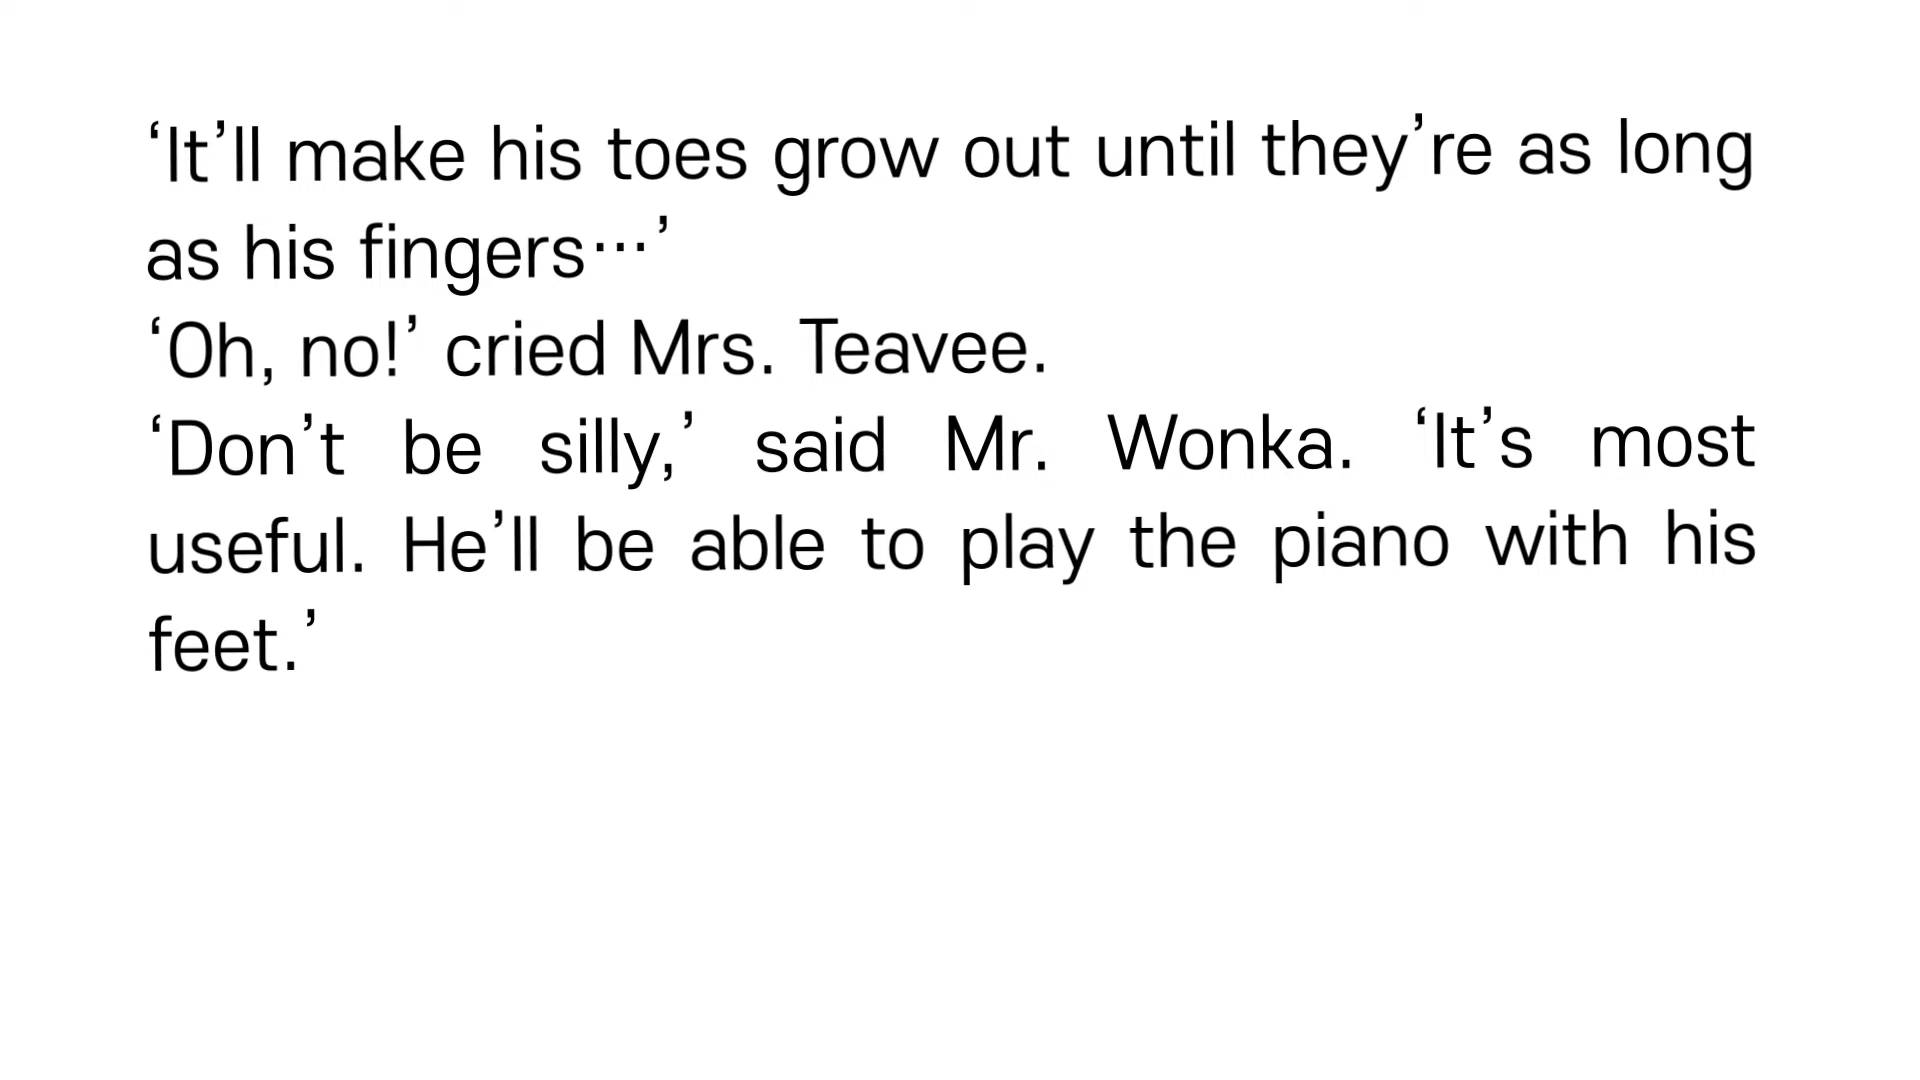 ‘It’ll make his toes grow out until they’re as long
as his fingers…’
‘Oh, no!’ cried Mrs. Teavee.
‘Don’t be silly,’ said Mr. Wonka. ‘It’s most
useful. He’ll be able to play the piano with his
feet.’